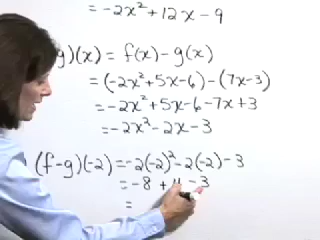 = -2x² + 12x - 9
g)(x) = f(x) - g(x)
= (-2x² + 5x - 6) - (7x - 3)
= -2x² + 5x - 6 - 7x + 3
= -2x² - 2x - 3
(f-g)(-2) = -2(-2)² - 2(-2) - 3
= -8 + 4 - 3
=